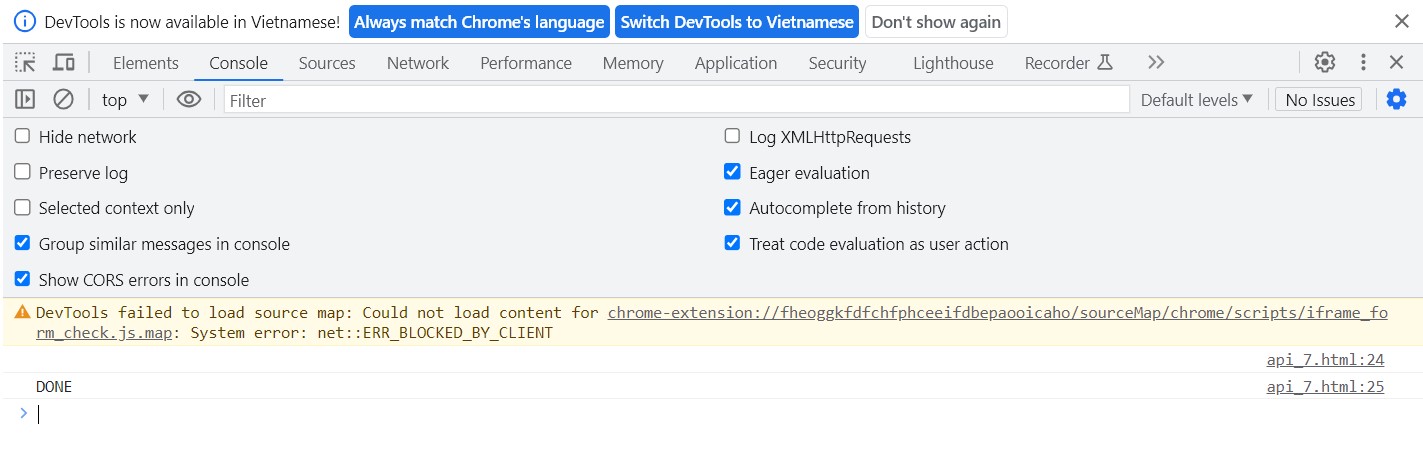 DevTools is now available in Vietnamese! Always match Chrome's language Switch DevTools to Vietnamese Don't show again
Elements Console Sources Network Performance Memory Application Security Lighthouse Recorder
top Filter Default levels No Issues
Hide network Log XMLHttpRequests
Preserve log Eager evaluation
Selected context only Autocomplete from history
Group similar messages in console Treat code evaluation as user action
Show CORS errors in console
DevTools failed to load source map: Could not load content for chrome-extension://fheoggkfdfchfphceeifdbepaooicaho/sourceMap/chrome/scripts/iframe_fo
rm_check.js.map: System error: net::ERR_BLOCKED_BY_CLIENT
api_7.html:24
DONE api_7.html:25